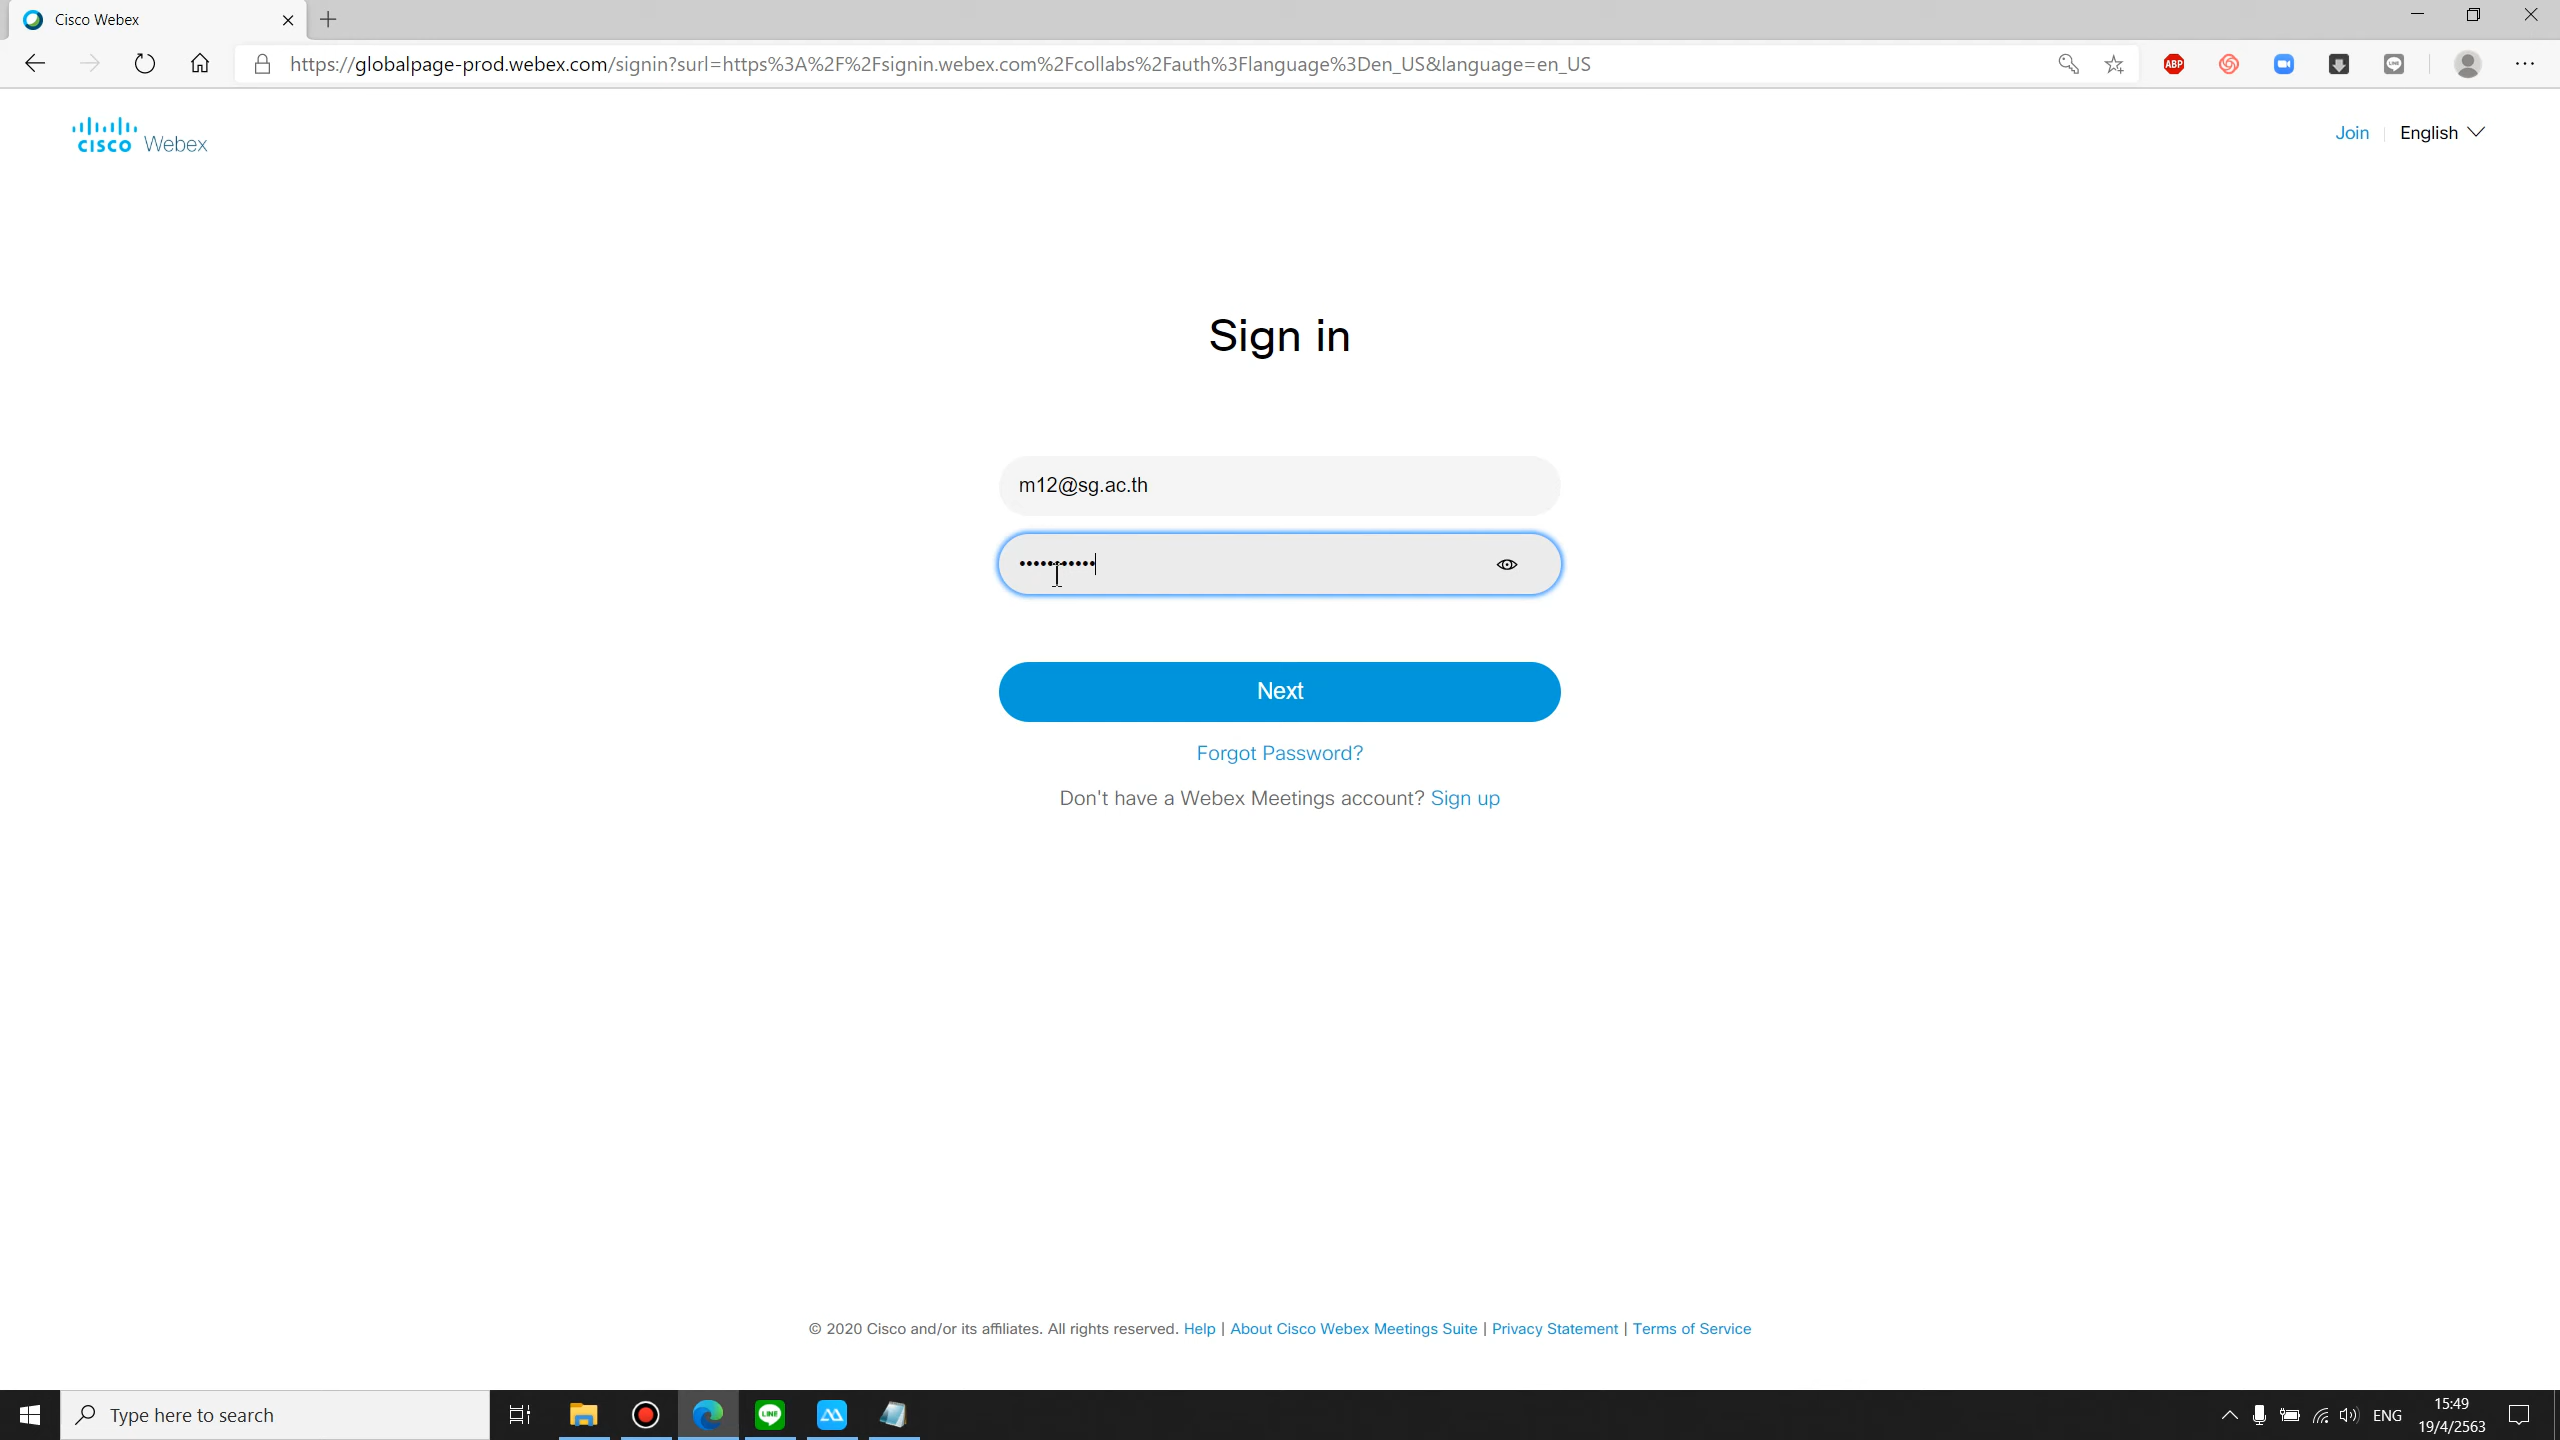 Cisco Webex
https://globalpage-prod.webex.com/signin?surl=https%3A%2F%2Fsignin.webex.com%2Fcollabs%2Fauth%3Flanguage%3Den_US&language=en_US
ABP
CISCO Webex
Join
English
Sign in
m12@sg.ac.th
•••••••••••
Next
Forgot Password?
Don't have a Webex Meetings account? Sign up
© 2020 Cisco and/or its affiliates. All rights reserved. Help | About Cisco Webex Meetings Suite | Privacy Statement | Terms of Service
Type here to search
LINE
ENG
15:49
19/4/2563